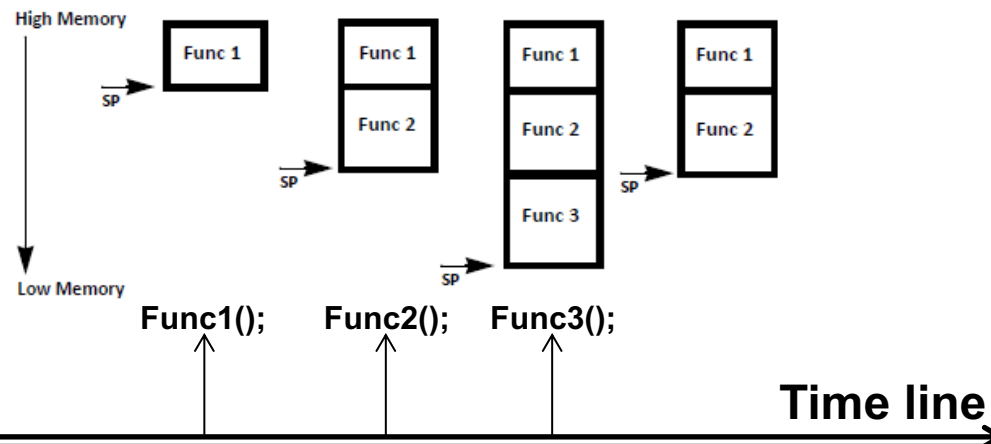 High Memory
Func 1
SP
Func 1
Func 2
SP
Func 1
Func 2
Func 3
SP
Func 1
Func 2
SP
Low Memory
Func1();
Func2();
Func3();
Time line